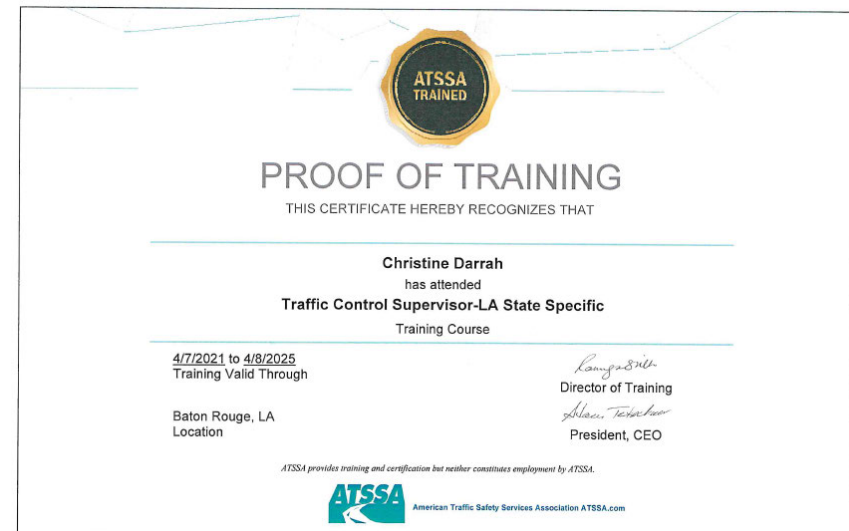 ATSSA
TRAINED
PROOF OF TRAINING
THIS CERTIFICATE HEREBY RECOGNIZES THAT
Christine Darrah
has attended
Traffic Control Supervisor-LA State Specific
Training Course
4/7/2021 to 4/8/2025
Training Valid Through
Director of Training
Baton Rouge, LA
Location
President, CEO
ATSSA provides training and certification but neither constitutes employment by ATSSA.
ATSSA
American Traffic Safety Services Association ATSSA.com